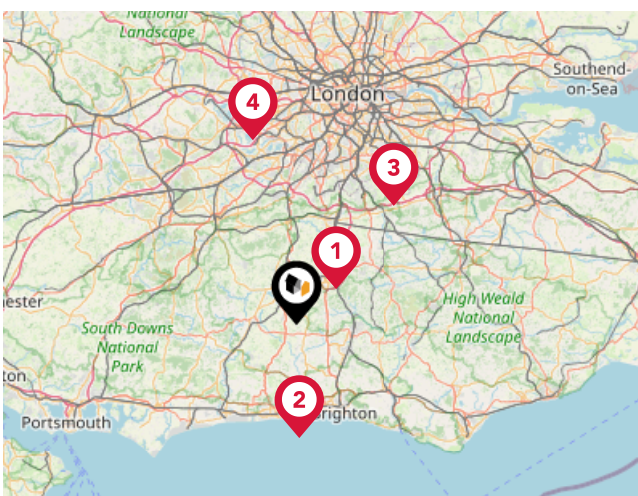 National
Landscape
London
Southend-
on-Sea
4
3
1
ester
High Weald
National
Landscape
South Downs
National
Park
ton
2
righton
Portsmouth